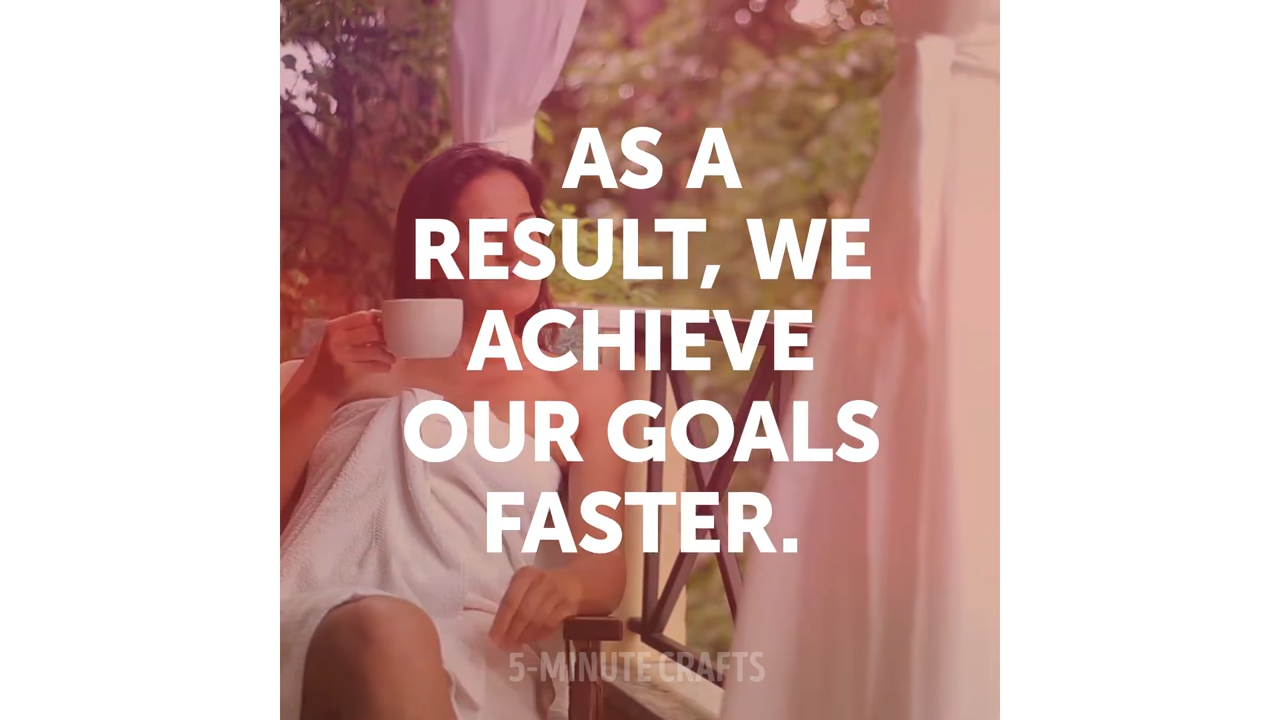 AS A
RESULT, WE
ACHIEVE
OUR GOALS
FASTER.
5-MINUTE CRAFTS